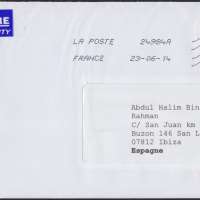 LA POSTE 24984A
FRANCE 23-06-14
Abdul Halim Bin
Rahman
C/ San Juan km
Buzon 146 San L
07812 Ibiza
Espagne